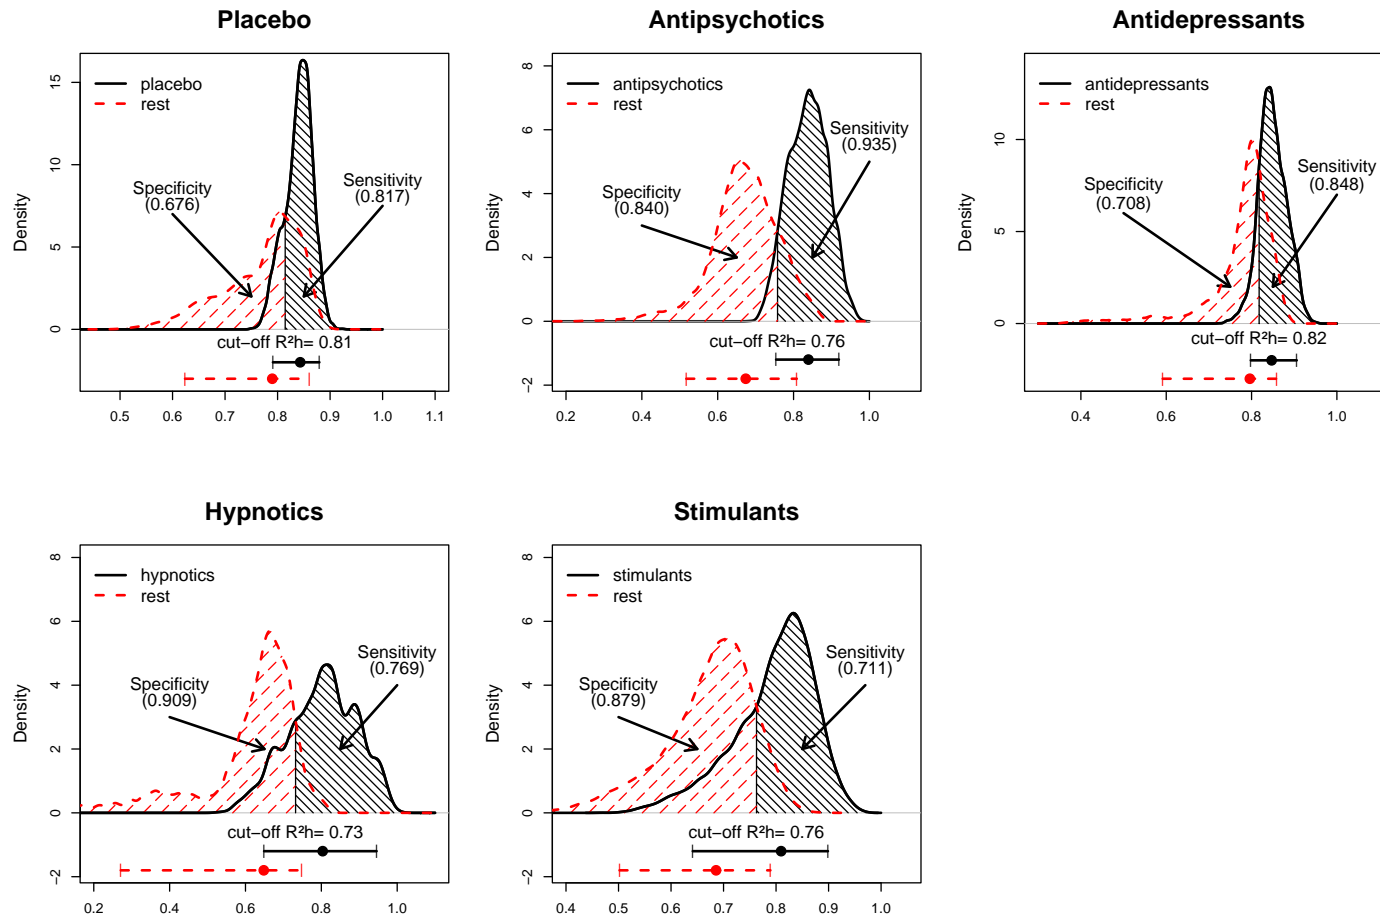 Placebo
Antipsychotics
Antidepressants
placebo
rest
Specificity
(0.676)
Sensitivity
(0.817)
Density
0
5
10
15
cut−off R²h= 0.81
0.5 0.6 0.7 0.8 0.9 1.0 1.1
antipsychotics
rest
Specificity
(0.840)
Sensitivity
(0.935)
Density
−2
0
2
4
6
8
cut−off R²h= 0.76
0.2 0.4 0.6 0.8 1.0
antidepressants
rest
Specificity
(0.708)
Sensitivity
(0.848)
Density
0
5
10
cut−off R²h= 0.82
0.4 0.6 0.8 1.0
Hypnotics
Stimulants
hypnotics
rest
Specificity
(0.909)
Sensitivity
(0.769)
Density
−2
0
2
4
6
8
cut−off R²h= 0.73
0.2 0.4 0.6 0.8 1.0
stimulants
rest
Specificity
(0.879)
Sensitivity
(0.711)
Density
−2
0
2
4
6
8
cut−off R²h= 0.76
0.4 0.5 0.6 0.7 0.8 0.9 1.0